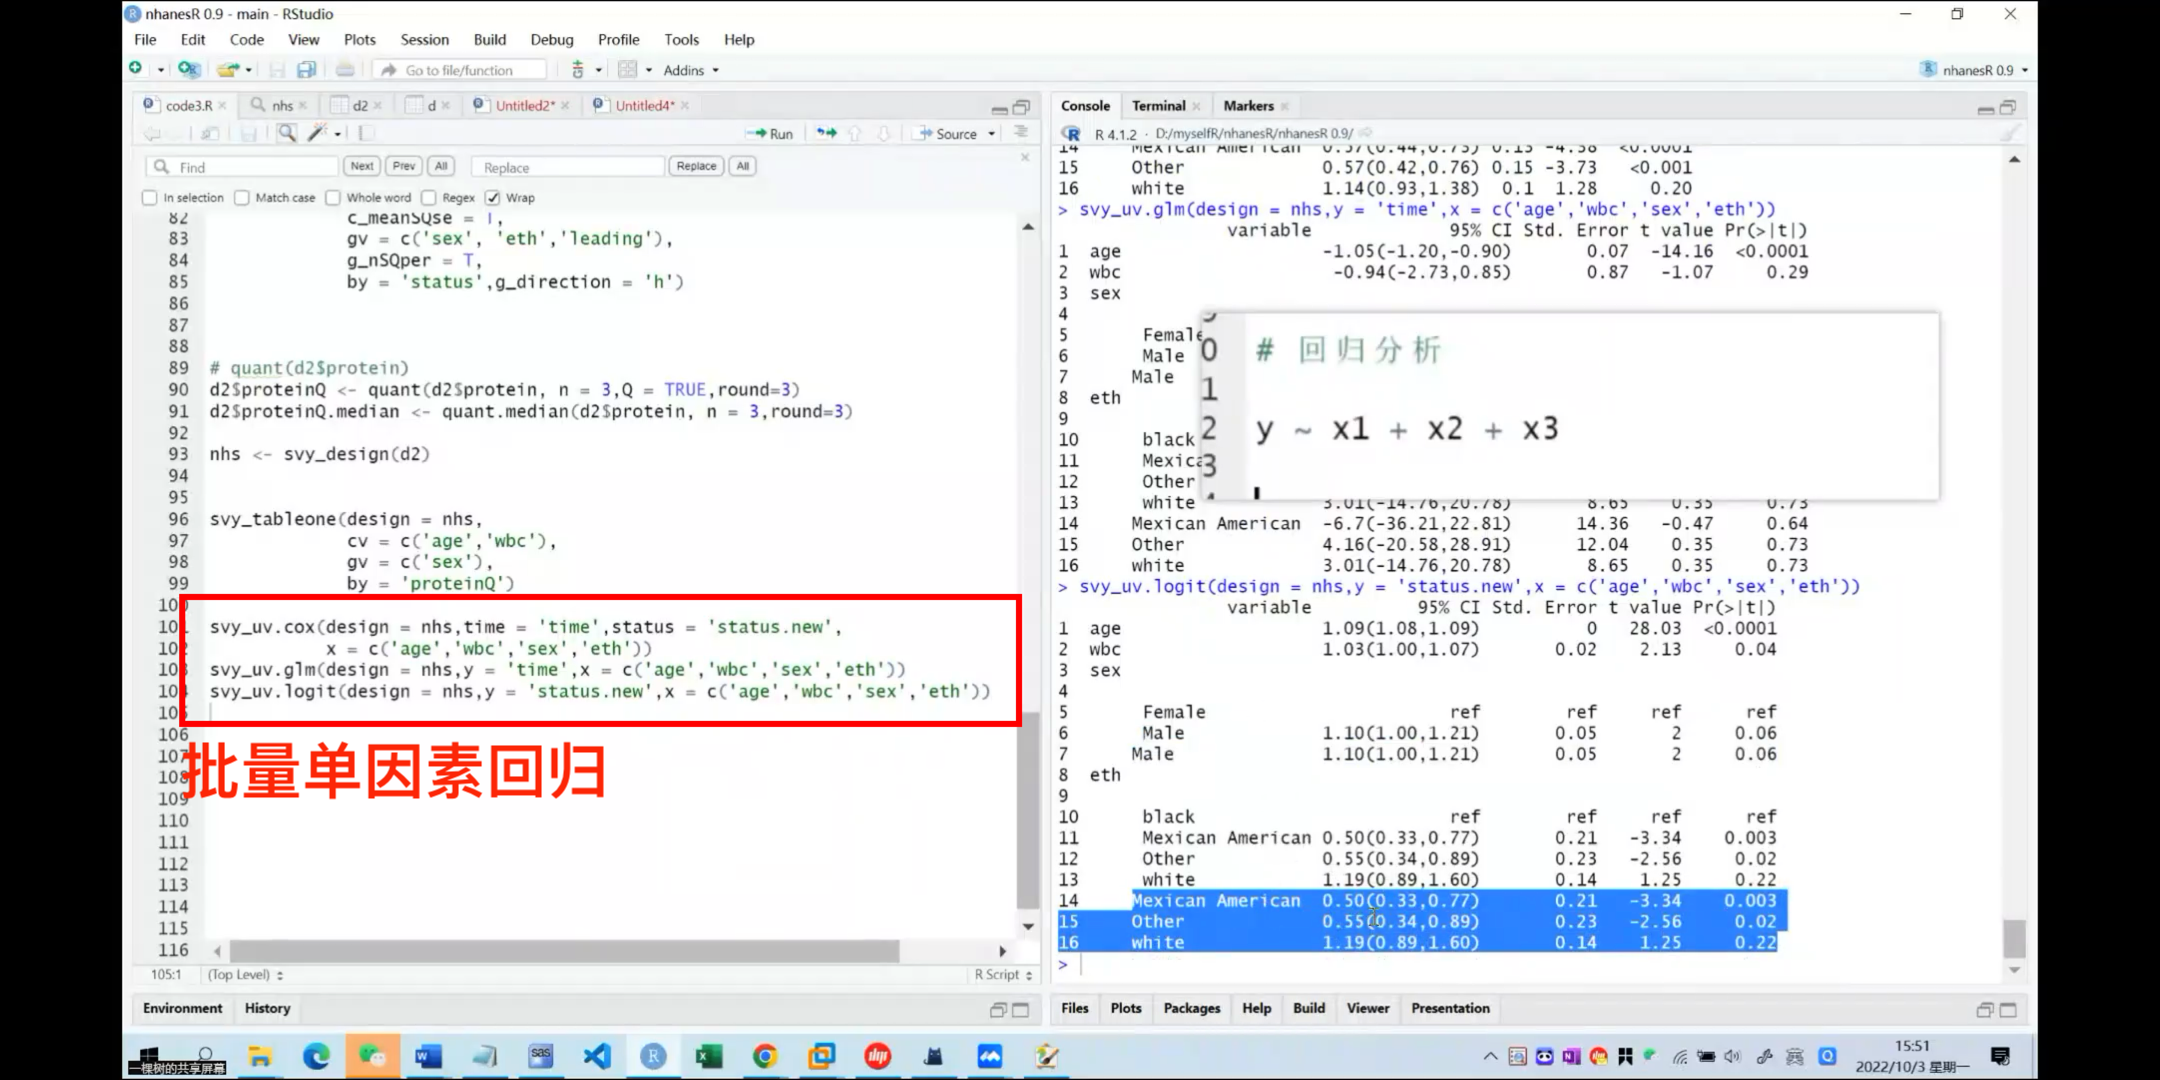 nhanesR 0.9 - main - RStudio
File Edit Code View Plots Session Build Debug Profile Tools Help
Go to file/function Addins nhanesR 0.9
code3.R nhs d2 d Untitled2* Untitled4*
Run Source
Find Next Prev All Replace Replace All
In selection Match case Whole word Regex Wrap
82 c_meanSQse = T,
83 gv = c('sex', 'eth','leading'),
84 g_nSQper = T,
85 by = 'status',g_direction = 'h')
86
87
88
89 # quant(d2$protein)
90 d2$proteinQ <- quant(d2$protein, n = 3,Q = TRUE,round=3)
91 d2$proteinQ.median <- quant.median(d2$protein, n = 3,round=3)
92
93 nhs <- svy_design(d2)
94
95
96 svy_tableone(design = nhs,
97 cv = c('age','wbc'),
98 gv = c('sex'),
99 by = 'proteinQ')
10
10 svy_uv.cox(design = nhs,time = 'time',status = 'status.new',
10 x = c('age','wbc','sex','eth'))
10 svy_uv.glm(design = nhs,y = 'time',x = c('age','wbc','sex','eth'))
10 svy_uv.logit(design = nhs,y = 'status.new',x = c('age','wbc','sex','eth'))
10
106
107
108
批量单因素回归
109
110
111
112
113
114
115
116
105:1 (Top Level) R Script
Environment History
Console Terminal Markers
R 4.1.2 · D:/myselfR/nhanesR/nhanesR 0.9/
14 Mexican American 0.57(0.44,0.73) 0.13 -4.38 <0.0001
15 Other 0.57(0.42,0.76) 0.15 -3.73 <0.001
16 white 1.14(0.93,1.38) 0.1 1.28 0.20
> svy_uv.glm(design = nhs,y = 'time',x = c('age','wbc','sex','eth'))
variable 95% CI Std. Error t value Pr(>|t|)
1 age -1.05(-1.20,-0.90) 0.07 -14.16 <0.0001
2 wbc -0.94(-2.73,0.85) 0.87 -1.07 0.29
3 sex
4
5 Female
6 Male
7 Male
8 eth
9
10 black
11 Mexica
12 Other
0 # 回归分析
1
2 y ~ x1 + x2 + x3
3
13 white 3.01(-14.76,20.78) 8.65 0.35 0.73
14 Mexican American -6.7(-36.21,22.81) 14.36 -0.47 0.64
15 Other 4.16(-20.58,28.91) 12.04 0.35 0.73
16 white 3.01(-14.76,20.78) 8.65 0.35 0.73
> svy_uv.logit(design = nhs,y = 'status.new',x = c('age','wbc','sex','eth'))
variable 95% CI Std. Error t value Pr(>|t|)
1 age 1.09(1.08,1.09) 0 28.03 <0.0001
2 wbc 1.03(1.00,1.07) 0.02 2.13 0.04
3 sex
4
5 Female ref ref ref ref
6 Male 1.10(1.00,1.21) 0.05 2 0.06
7 Male 1.10(1.00,1.21) 0.05 2 0.06
8 eth
9
10 black ref ref ref ref
11 Mexican American 0.50(0.33,0.77) 0.21 -3.34 0.003
12 Other 0.55(0.34,0.89) 0.23 -2.56 0.02
13 white 1.19(0.89,1.60) 0.14 1.25 0.22
14 Mexican American 0.50(0.33,0.77) 0.21 -3.34 0.003
15 Other 0.55(0.34,0.89) 0.23 -2.56 0.02
16 white 1.19(0.89,1.60) 0.14 1.25 0.22
>
Files Plots Packages Help Build Viewer Presentation
一棵树的共享屏幕
15:51
2022/10/3 星期一